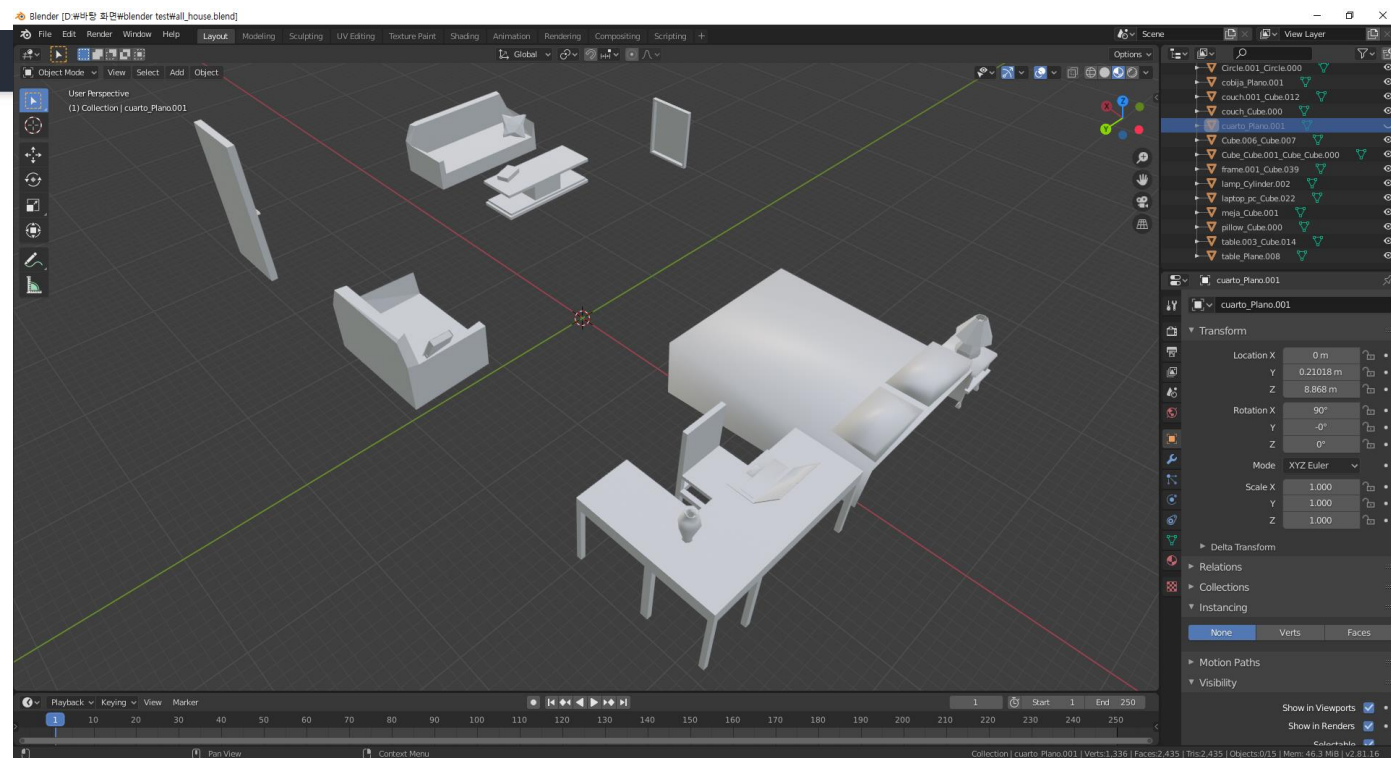 Blender [D:₩바탕 화면₩blender test₩all_house.blend]
File Edit Render Window Help Layout Modeling Sculpting UV Editing Texture Paint Shading Animation Rendering Compositing Scripting + Scene View Layer
Global Options
Object Mode View Select Add Object
User Perspective
(1) Collection | cuarto_Plano.001
X
Y
Z
Circle.001_Circle.000
cobija_Plano.001
couch.001_Cube.012
couch_Cube.000
cuarto_Plano.001
Cube.006_Cube.007
Cube_Cube.001_Cube_Cube.000
frame.001_Cube.039
lamp_Cylinder.002
laptop_pc_Cube.022
meja_Cube.001
pillow_Cube.000
table.003_Cube.014
table_Plane.008
cuarto_Plano.001
cuarto_Plano.001
Transform
Location X 0 m
Y 0.21018 m
Z 8.868 m
Rotation X 90°
Y -0°
Z 0°
Mode XYZ Euler
Scale X 1.000
Y 1.000
Z 1.000
Delta Transform
Relations
Collections
Instancing
None Verts Faces
Motion Paths
Visibility
Show in Viewports
Show in Renders
Selectable
Playback Keying View Marker 1 Start 1 End 250
1 10 20 30 40 50 60 70 80 90 100 110 120 130 140 150 160 170 180 190 200 210 220 230 240 250
Pan View Context Menu Collection | cuarto_Plano.001 | Verts:1,336 | Faces:2,435 | Tris:2,435 | Objects:0/15 | Mem: 46.3 MiB | v2.81.16